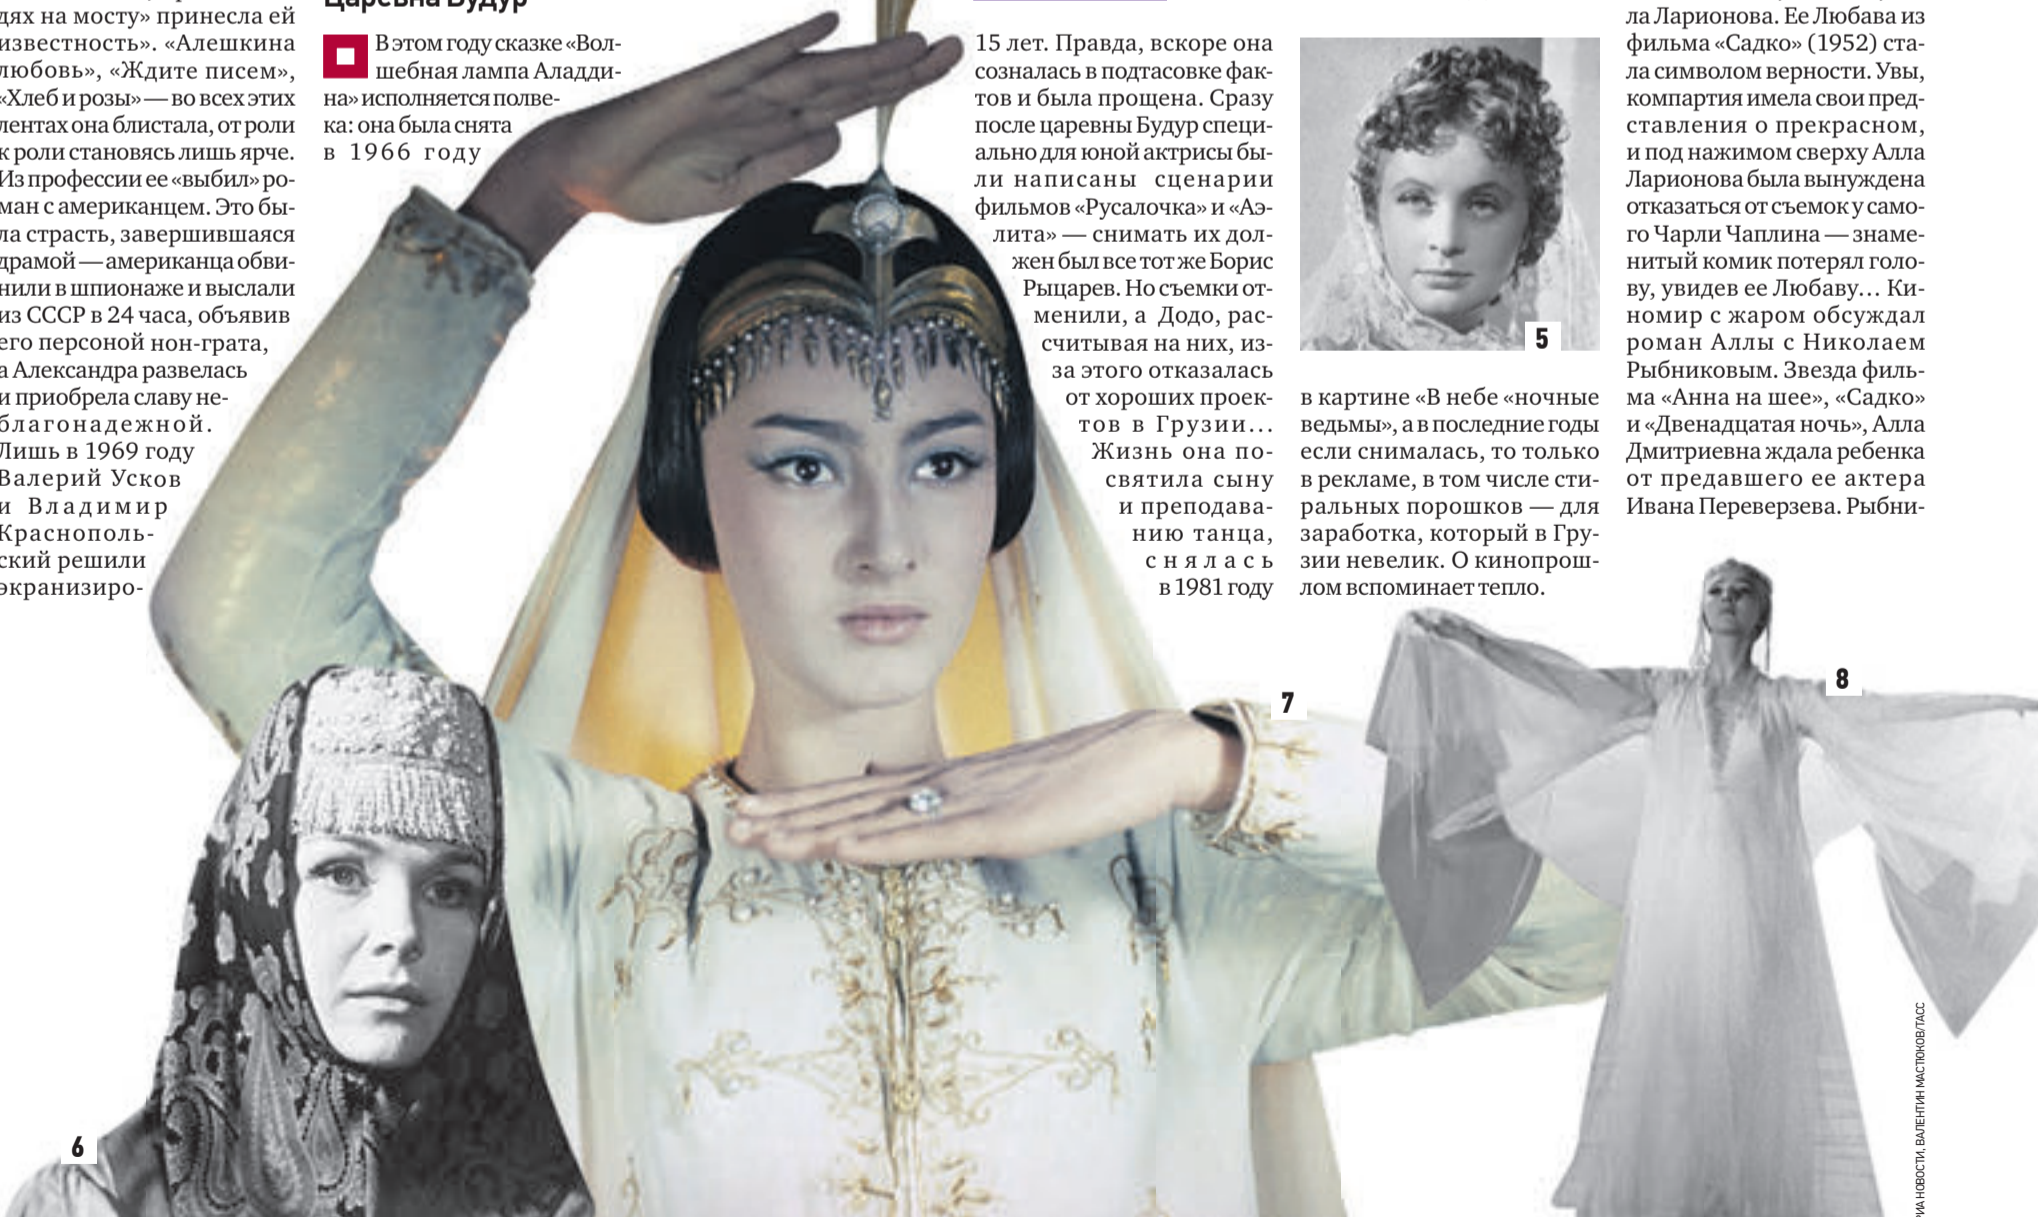 дях на мосту» принесла ей
известность». «Алешкина
любовь», «Ждите писем»,
«Хлеб и розы» — во всех этих
лентах она блистала, от роли
к роли становясь лишь ярче.
Из профессии ее «выбил» ро-
ман с американцем. Это бы-
ла страсть, завершившаяся
драмой — американца обви-
нили в шпионаже и выслали
из СССР в 24 часа, объявив
его персоной нон-грата,
а Александра развелась
и приобрела славу не-
благонадежной.
Лишь в 1969 году
Валерий Усков
и Владимир
Краснополь-
ский решили
экранизиро-
Царевна Будур
В этом году сказке «Вол-
шебная лампа Аладди-
на» исполняется полве-
ка: она была снята
в 1966 году
15 лет. Правда, вскоре она
созналась в подтасовке фак-
тов и была прощена. Сразу
после царевны Будур специ-
ально для юной актрисы бы-
ли написаны сценарии
фильмов «Русалочка» и «Аэ-
лита» — снимать их дол-
жен был все тот же Борис
Рыцарев. Но съемки от-
менили, а Додо, рас-
считывая на них, из-
за этого отказалась
от хороших проек-
тов в Грузии...
Жизнь она по-
святила сыну
и преподава-
нию танца,
снялась
в 1981 году
5
в картине «В небе «ночные
ведьмы», а в последние годы
если снималась, то только
в рекламе, в том числе сти-
ральных порошков — для
заработка, который в Гру-
зии невелик. О кинопрош-
лом вспоминает тепло.
ла Ларионова. Ее Любава из
фильма «Садко» (1952) ста-
ла символом верности. Увы,
компартия имела свои пред-
ставления о прекрасном,
и под нажимом сверху Алла
Ларионова была вынуждена
отказаться от съемок у само-
го Чарли Чаплина — знаме-
нитый комик потерял голо-
ву, увидев ее Любаву... Ки-
номир с жаром обсуждал
роман Аллы с Николаем
Рыбниковым. Звезда филь-
ма «Анна на шее», «Садко»
и «Двенадцатая ночь», Алла
Дмитриевна ждала ребенка
от предавшего ее актера
Ивана Переверзева. Рыбни-
6
7
8
РИА НОВОСТИ, ВАЛЕНТИН МАСТЮКОВ/ТАСС